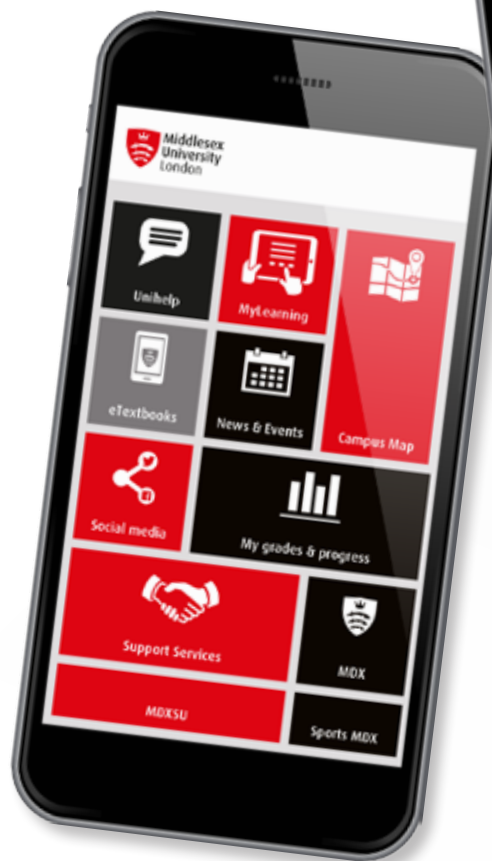 Middlesex
University
London
Unihelp
MyLearning
Campus Map
eTextbooks
News & Events
Social media
My grades & progress
Support Services
MDX
MDXSU
Sports MDX